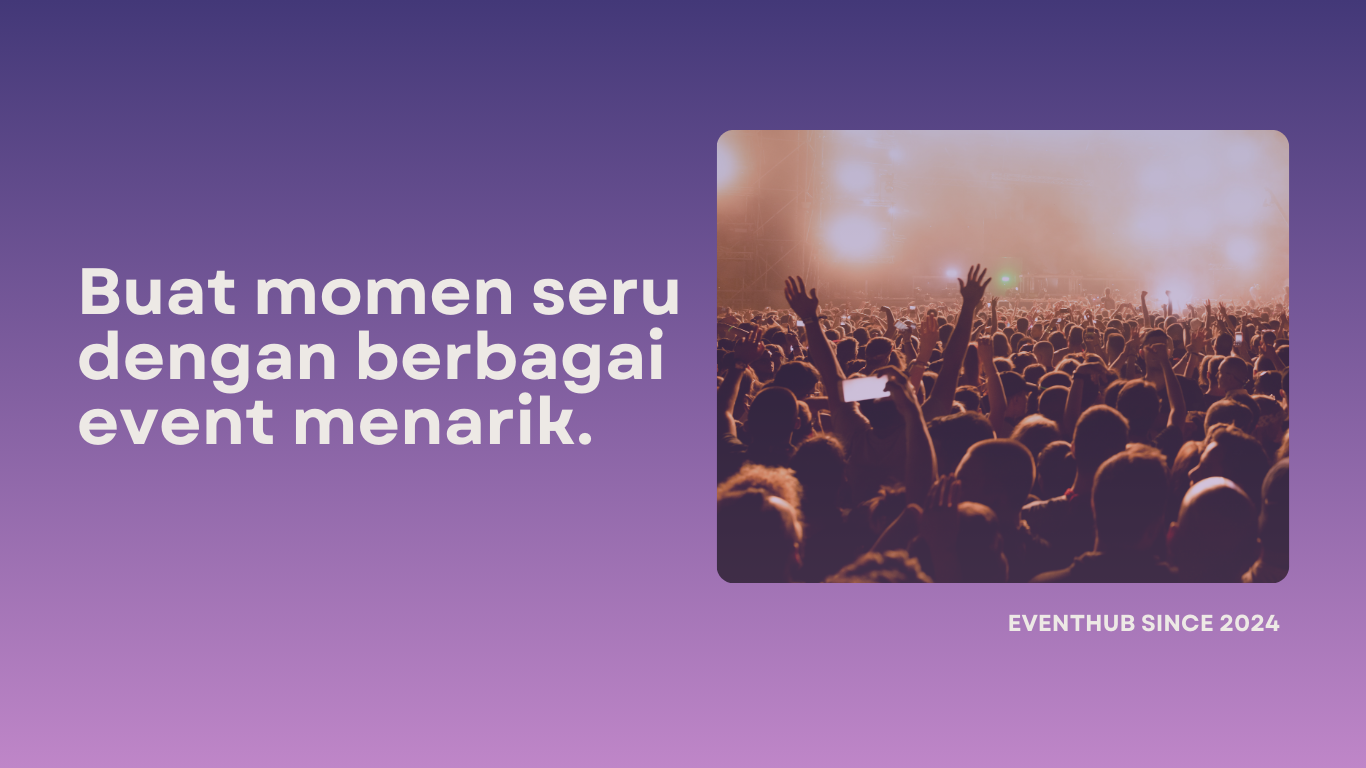 Buat momen seru
dengan berbagai
event menarik.
EVENTHUB SINCE 2024